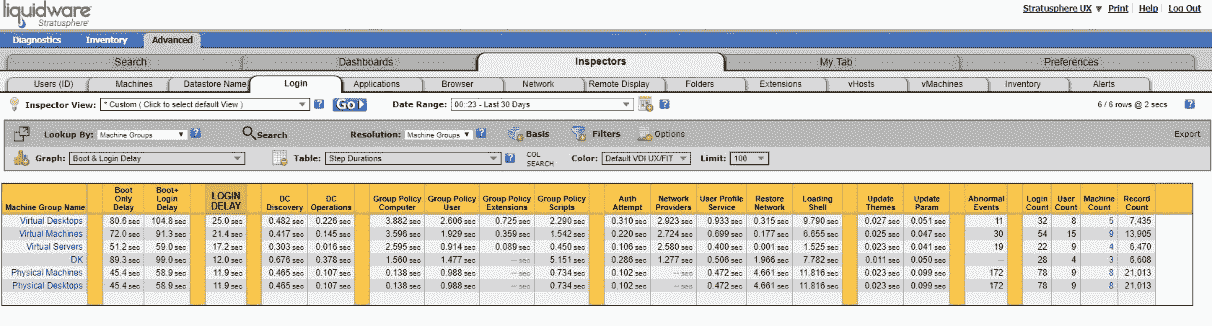 liquidware
Stratusphere
Stratusphere UX ▼ Print Help Log Out
Diagnostics Inventory Advanced
Search Dashboards Inspectors My Tab Preferences
Users (ID) Machines Datastore Name Login Applications Browser Network Remote Display Folders Extensions vHosts vMachines Inventory Alerts
Inspector View: * Custom ( Click to select default View ) ? Go Date Range: 00:23 - Last 30 Days ? 6 / 6 rows @ 2 secs ?
Lookup By: Machine Groups ? Search Resolution: Machine Groups ? Basis Filters Options Export
Graph: Boot & Login Delay Table: Step Durations ? COL SEARCH Color: Default VDI UX/FIT Limit: 100
Machine Group Name Boot Only Delay Boot+ Login Delay LOGIN DELAY DC Discovery DC Operations Group Policy Computer Group Policy User Group Policy Extensions Group Policy Scripts Auth Attempt Network Providers User Profile Service Restore Network Loading Shell Update Themes Update Param Abnormal Events Login Count User Count Machine Count Record Count
Virtual Desktops 80.6 sec 104.8 sec 25.0 sec 0.482 sec 0.226 sec 3.882 sec 2.606 sec 0.725 sec 2.290 sec 0.310 sec 2.923 sec 0.933 sec 0.315 sec 9.790 sec 0.027 sec 0.051 sec 11 32 8 5 7,435
Virtual Machines 72.0 sec 91.3 sec 21.4 sec 0.417 sec 0.145 sec 3.596 sec 1.929 sec 0.359 sec 1.542 sec 0.220 sec 2.724 sec 0.699 sec 0.177 sec 6.655 sec 0.025 sec 0.047 sec 30 54 15 9 13,905
Virtual Servers 51.2 sec 59.0 sec 17.2 sec 0.303 sec 0.016 sec 2.595 sec 0.914 sec 0.089 sec 0.450 sec 0.106 sec 2.580 sec 0.400 sec 0.001 sec 1.525 sec 0.023 sec 0.041 sec 19 22 9 4 6,470
DK 89.3 sec 99.0 sec 12.0 sec 0.676 sec 0.378 sec 1.560 sec 1.477 sec -- sec 5.151 sec 0.286 sec 1.277 sec 0.506 sec 1.966 sec 7.782 sec 0.011 sec 0.050 sec -- 28 4 3 6,608
Physical Machines 45.4 sec 58.9 sec 11.9 sec 0.465 sec 0.107 sec 0.138 sec 0.988 sec -- sec 0.734 sec 0.102 sec -- sec 0.472 sec 4.661 sec 11.816 sec 0.023 sec 0.099 sec 172 78 9 8 21,013
Physical Desktops 45.4 sec 58.9 sec 11.9 sec 0.465 sec 0.107 sec 0.138 sec 0.988 sec -- sec 0.734 sec 0.102 sec -- sec 0.472 sec 4.661 sec 11.816 sec 0.023 sec 0.099 sec 172 78 9 8 21,013